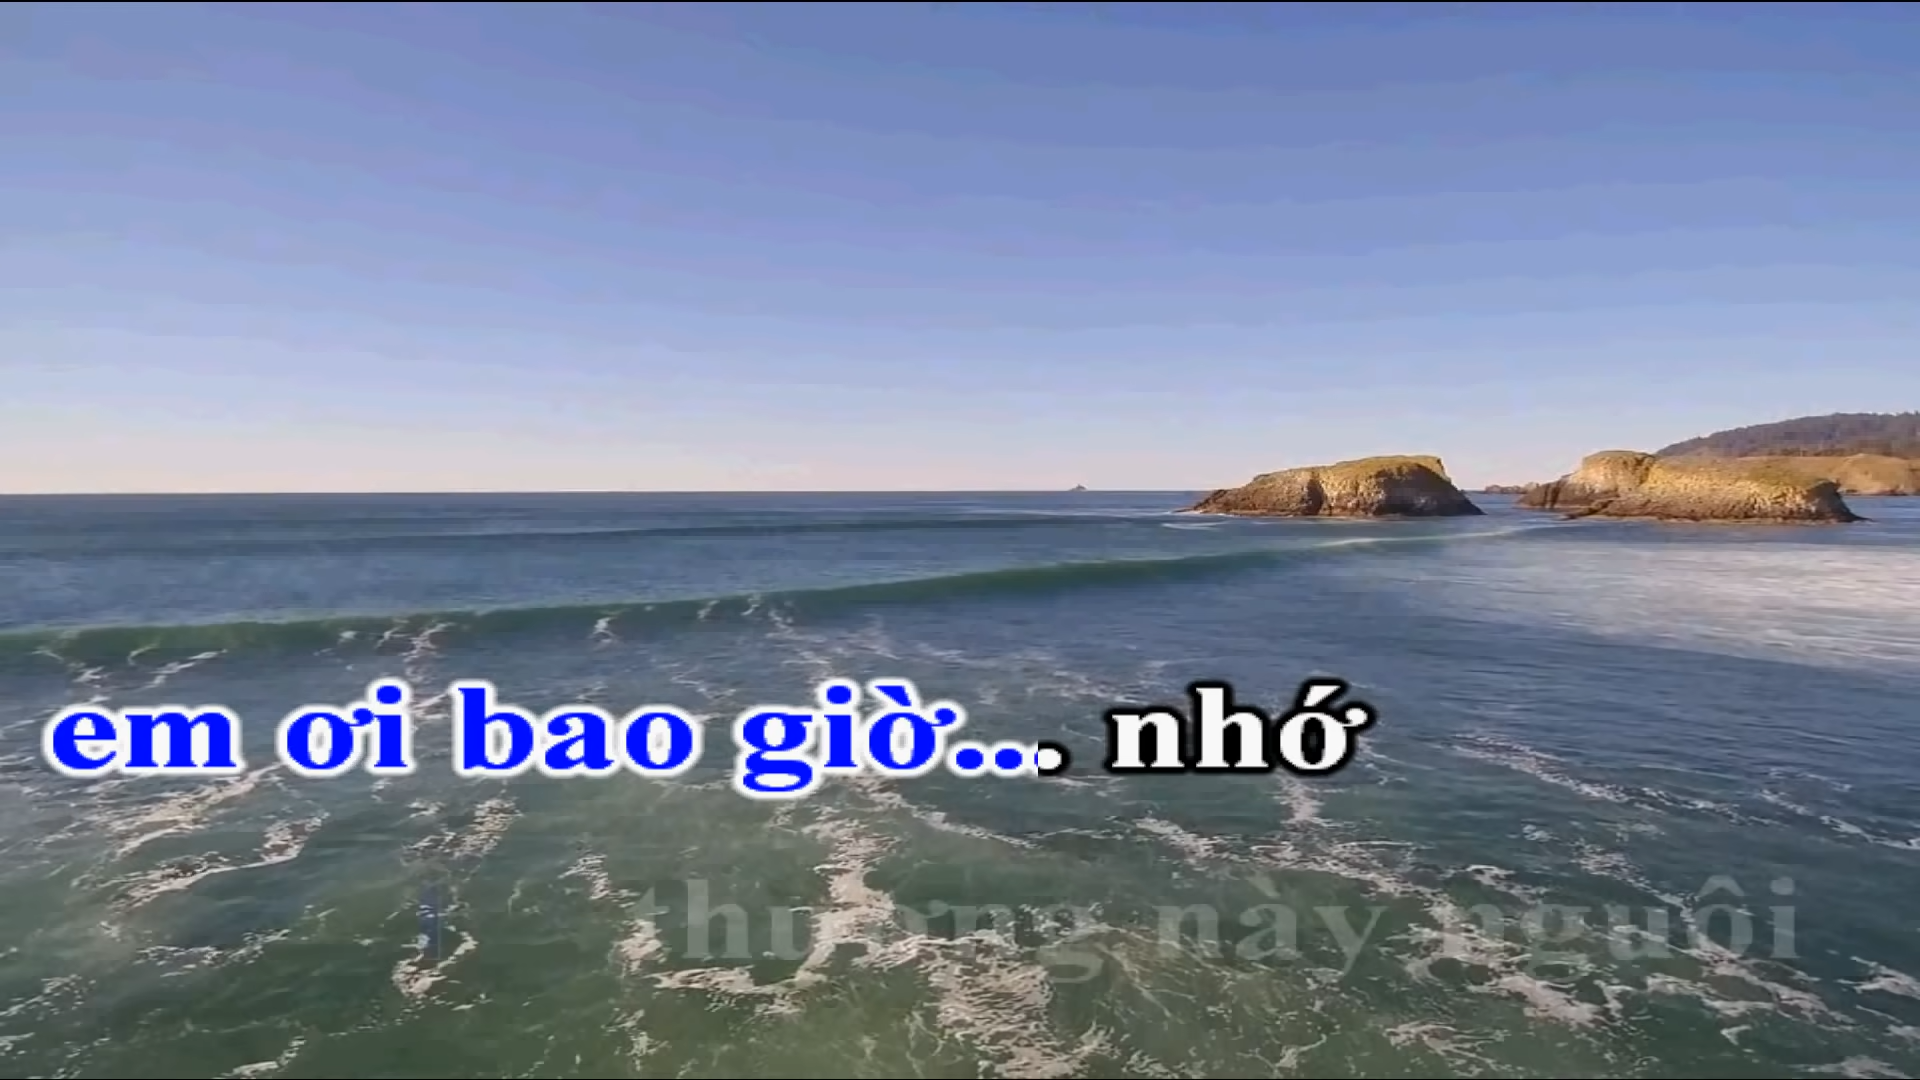 em ơi bao giờ.... nhớ
thương này nguôi